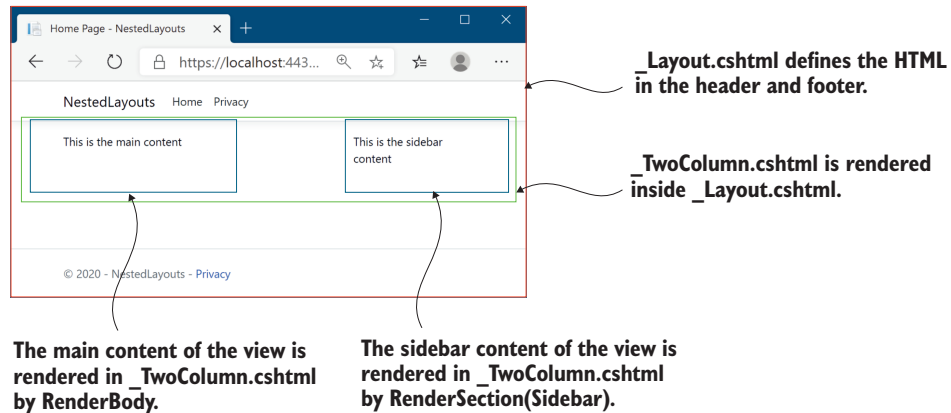 Home Page - NestedLayouts
https://localhost:443...
NestedLayouts Home Privacy
This is the main content
This is the sidebar
content
© 2020 - NestedLayouts - Privacy
_Layout.cshtml defines the HTML
in the header and footer.
_TwoColumn.cshtml is rendered
inside _Layout.cshtml.
The main content of the view is
rendered in _TwoColumn.cshtml
by RenderBody.
The sidebar content of the view is
rendered in _TwoColumn.cshtml
by RenderSection(Sidebar).